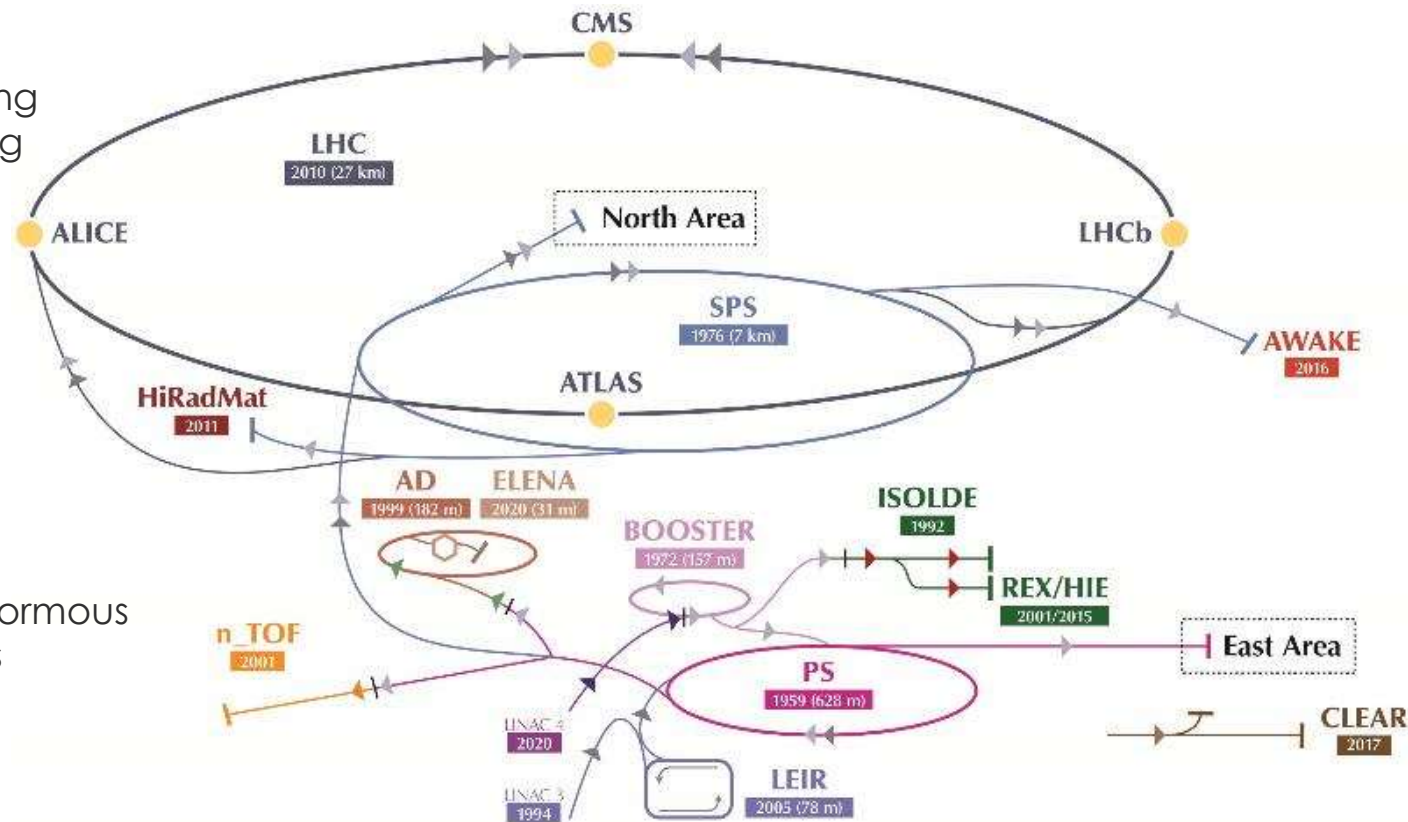 CMS
ng
g
LHC
2010 (27 km)
North Area
ALICE
LHCb
SPS
1976 (7 km)
AWAKE
2016
ATLAS
HiRadMat
2011
AD
1999 (182 m)
ELENA
2020 (31 m)
ISOLDE
1992
BOOSTER
1972 (157 m)
REX/HIE
2001/2015
ormous
s
n_TOF
2001
East Area
PS
1959 (628 m)
LINAC 4
2020
CLEAR
2017
LINAC 3
1994
LEIR
2005 (78 m)